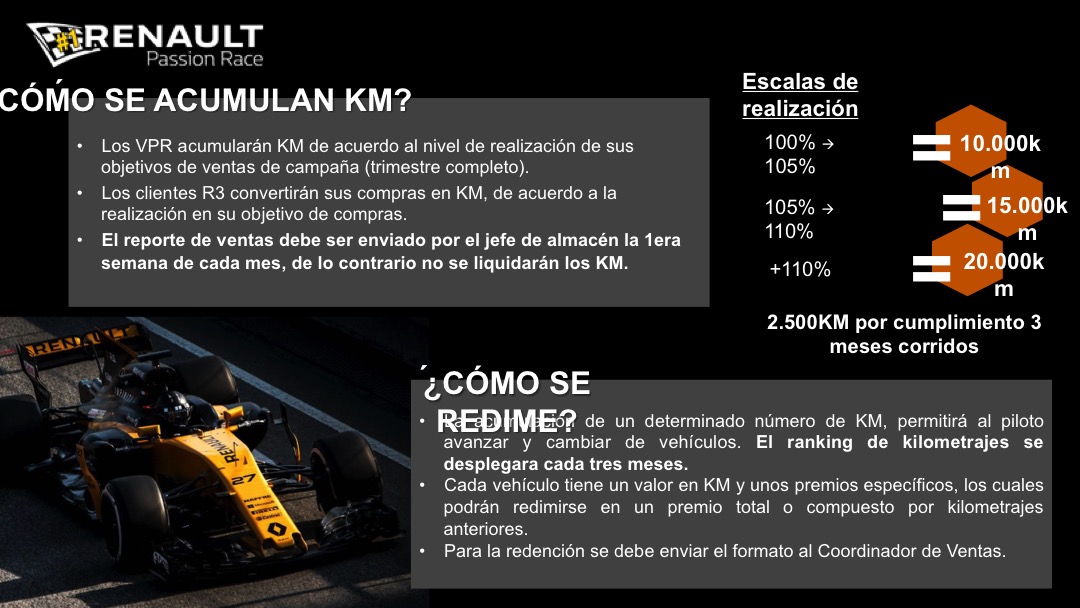 #1 RENAULT
Passion Race
CÓMO SE ACUMULAN KM?
• Los VPR acumularán KM de acuerdo al nivel de realización de sus
objetivos de ventas de campaña (trimestre completo).
• Los clientes R3 convertirán sus compras en KM, de acuerdo a la
realización en su objetivo de compras.
• El reporte de ventas debe ser enviado por el jefe de almacén la 1era
semana de cada mes, de lo contrario no se liquidarán los KM.
Escalas de
realización
100% →
105%
= 10.000k
m
105% →
110%
= 15.000k
m
+110%
= 20.000k
m
2.500KM por cumplimiento 3
meses corridos
RENAULT
RENAULT
27
¿CÓMO SE
REDIME?
• La acumulación de un determinado número de KM, permitirá al piloto
avanzar y cambiar de vehículos. El ranking de kilometrajes se
desplegara cada tres meses.
• Cada vehículo tiene un valor en KM y unos premios específicos, los cuales
podrán redimirse en un premio total o compuesto por kilometrajes
anteriores.
• Para la redención se debe enviar el formato al Coordinador de Ventas.